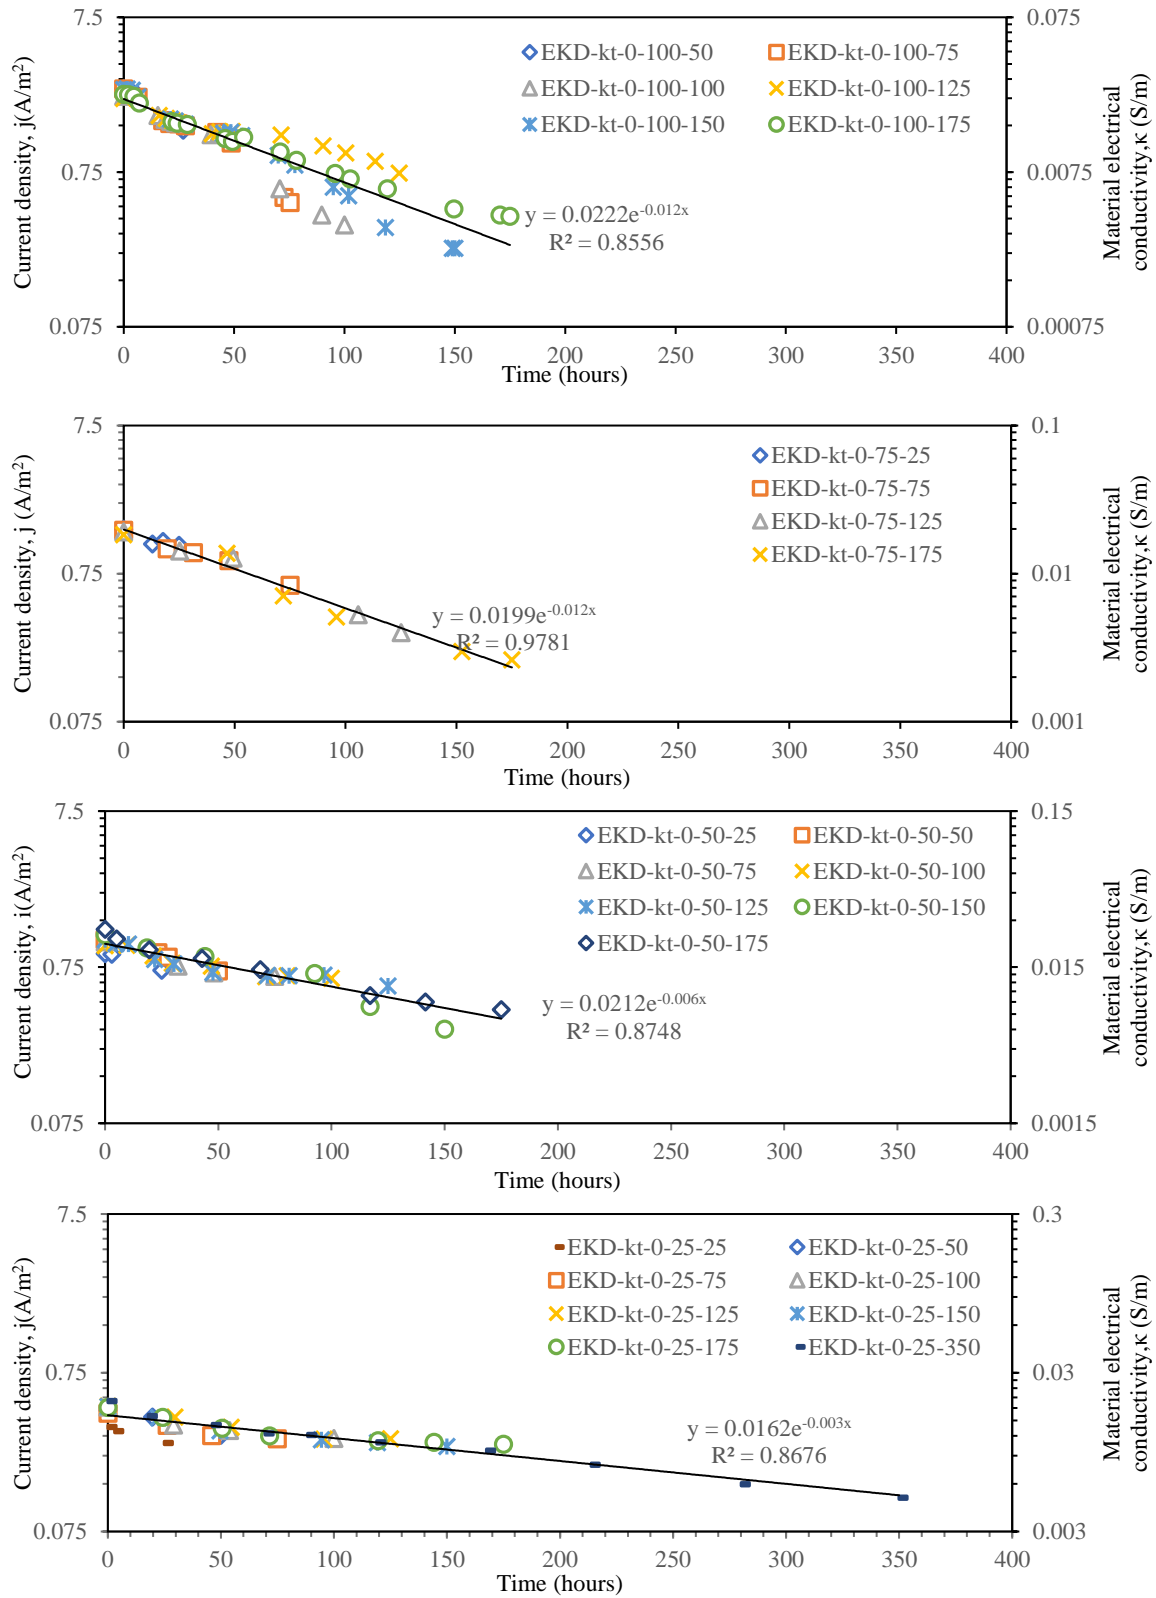 7.5
0.75
0.075
Current density, j(A/m²)
EKD-kt-0-100-50
EKD-kt-0-100-75
EKD-kt-0-100-100
EKD-kt-0-100-125
EKD-kt-0-100-150
EKD-kt-0-100-175
y = 0.0222e^-0.012x
R² = 0.8556
0.075
0.0075
0.00075
Material electrical
conductivity,κ (S/m)
0 50 100 150 200 250 300 350 400
Time (hours)
7.5
0.75
0.075
Current density, j (A/m²)
EKD-kt-0-75-25
EKD-kt-0-75-75
EKD-kt-0-75-125
EKD-kt-0-75-175
y = 0.0199e^-0.012x
R² = 0.9781
0.1
0.01
0.001
Material electrical
conductivity,κ (S/m)
0 50 100 150 200 250 300 350 400
Time (hours)
7.5
0.75
0.075
Current density, i(A/m²)
EKD-kt-0-50-25
EKD-kt-0-50-50
EKD-kt-0-50-75
EKD-kt-0-50-100
EKD-kt-0-50-125
EKD-kt-0-50-150
EKD-kt-0-50-175
y = 0.0212e^-0.006x
R² = 0.8748
0.15
0.015
0.0015
Material electrical
conductivity,κ (S/m)
0 50 100 150 200 250 300 350 400
Time (hours)
7.5
0.75
0.075
Current density, j(A/m²)
EKD-kt-0-25-25
EKD-kt-0-25-50
EKD-kt-0-25-75
EKD-kt-0-25-100
EKD-kt-0-25-125
EKD-kt-0-25-150
EKD-kt-0-25-175
EKD-kt-0-25-350
y = 0.0162e^-0.003x
R² = 0.8676
0.3
0.03
0.003
Material electrical
conductivity,κ (S/m)
0 50 100 150 200 250 300 350 400
Time (hours)